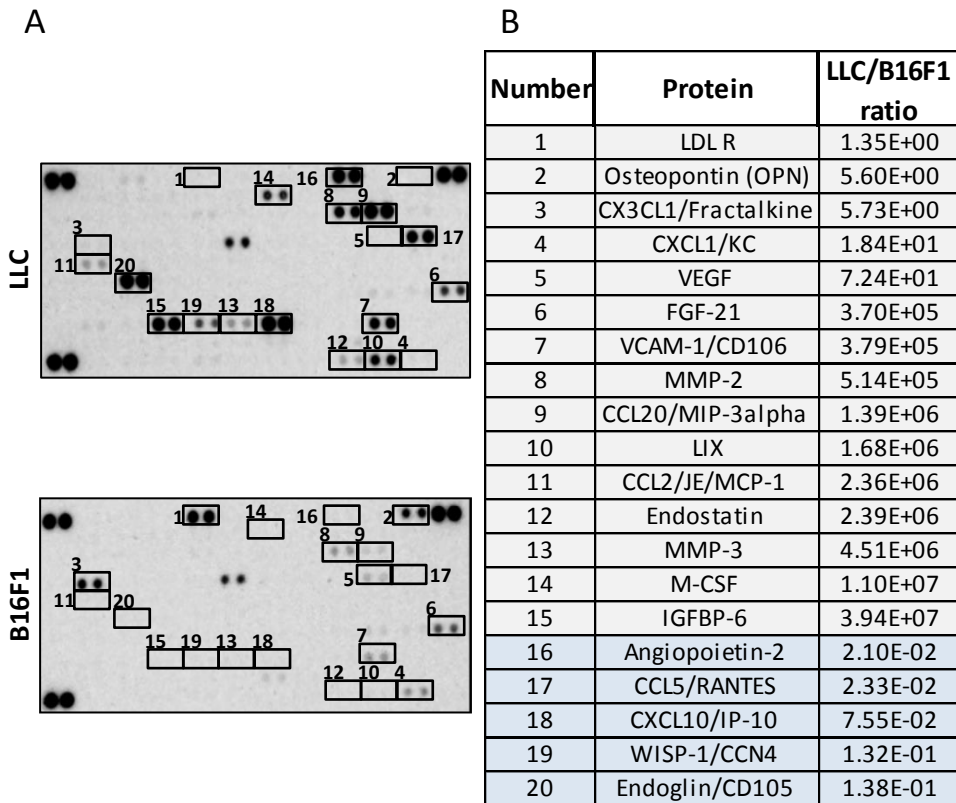 A
B
LLC
1
14
16
2
8
9
3
5
17
11
20
6
15 19 13 18
7
12 10 4
B16F1
1
14
16
2
8 9
3
5
17
11
20
6
15 19 13 18
7
12 10 4
Number Protein LLC/B16F1 ratio
1 LDL R 1.35E+00
2 Osteopontin (OPN) 5.60E+00
3 CX3CL1/Fractalkine 5.73E+00
4 CXCL1/KC 1.84E+01
5 VEGF 7.24E+01
6 FGF-21 3.70E+05
7 VCAM-1/CD106 3.79E+05
8 MMP-2 5.14E+05
9 CCL20/MIP-3alpha 1.39E+06
10 LIX 1.68E+06
11 CCL2/JE/MCP-1 2.36E+06
12 Endostatin 2.39E+06
13 MMP-3 4.51E+06
14 M-CSF 1.10E+07
15 IGFBP-6 3.94E+07
16 Angiopoietin-2 2.10E-02
17 CCL5/RANTES 2.33E-02
18 CXCL10/IP-10 7.55E-02
19 WISP-1/CCN4 1.32E-01
20 Endoglin/CD105 1.38E-01